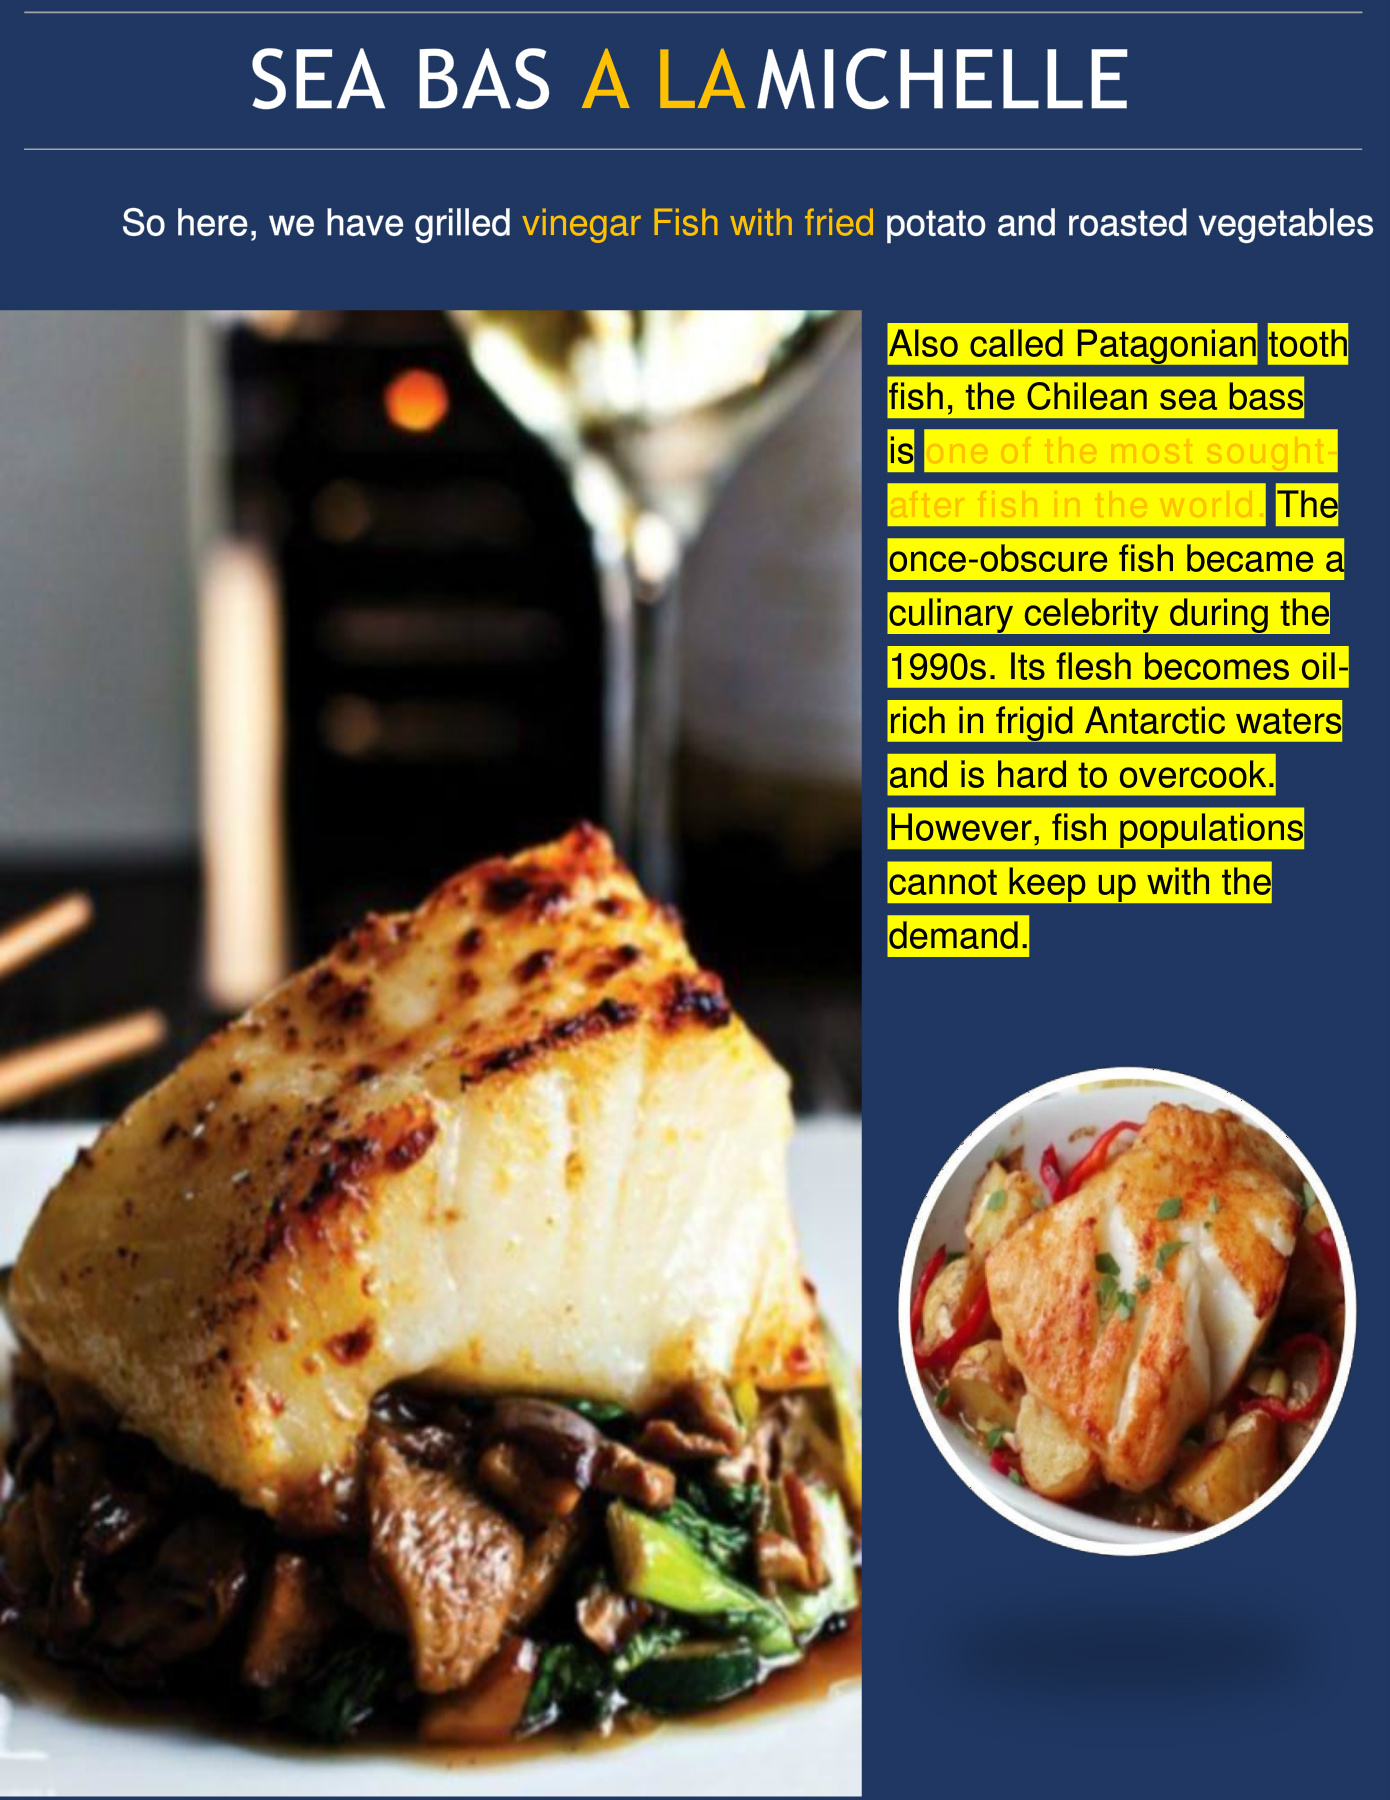 SEA BAS A LA MICHELLE
So here, we have grilled vinegar Fish with fried potato and roasted vegetables
Also called Patagonian tooth
fish, the Chilean sea bass
is one of the most sought-
after fish in the world. The
once-obscure fish became a
culinary celebrity during the
1990s. Its flesh becomes oil-
rich in frigid Antarctic waters
and is hard to overcook.
However, fish populations
cannot keep up with the
demand.